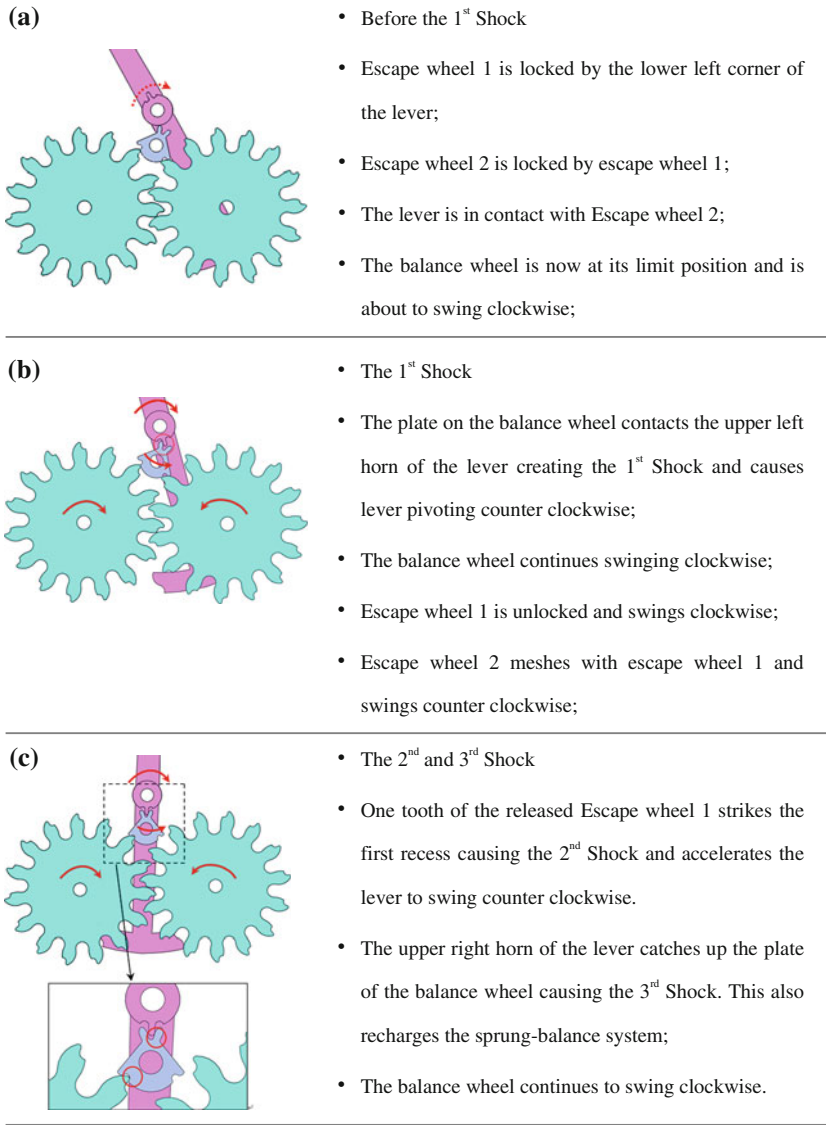 (a)
• Before the 1st Shock
• Escape wheel 1 is locked by the lower left corner of
the lever;
• Escape wheel 2 is locked by escape wheel 1;
• The lever is in contact with Escape wheel 2;
• The balance wheel is now at its limit position and is
about to swing clockwise;
(b)
• The 1st Shock
• The plate on the balance wheel contacts the upper left
horn of the lever creating the 1st Shock and causes
lever pivoting counter clockwise;
• The balance wheel continues swinging clockwise;
• Escape wheel 1 is unlocked and swings clockwise;
• Escape wheel 2 meshes with escape wheel 1 and
swings counter clockwise;
(c)
• The 2nd and 3rd Shock
• One tooth of the released Escape wheel 1 strikes the
first recess causing the 2nd Shock and accelerates the
lever to swing counter clockwise.
• The upper right horn of the lever catches up the plate
of the balance wheel causing the 3rd Shock. This also
recharges the sprung-balance system;
• The balance wheel continues to swing clockwise.